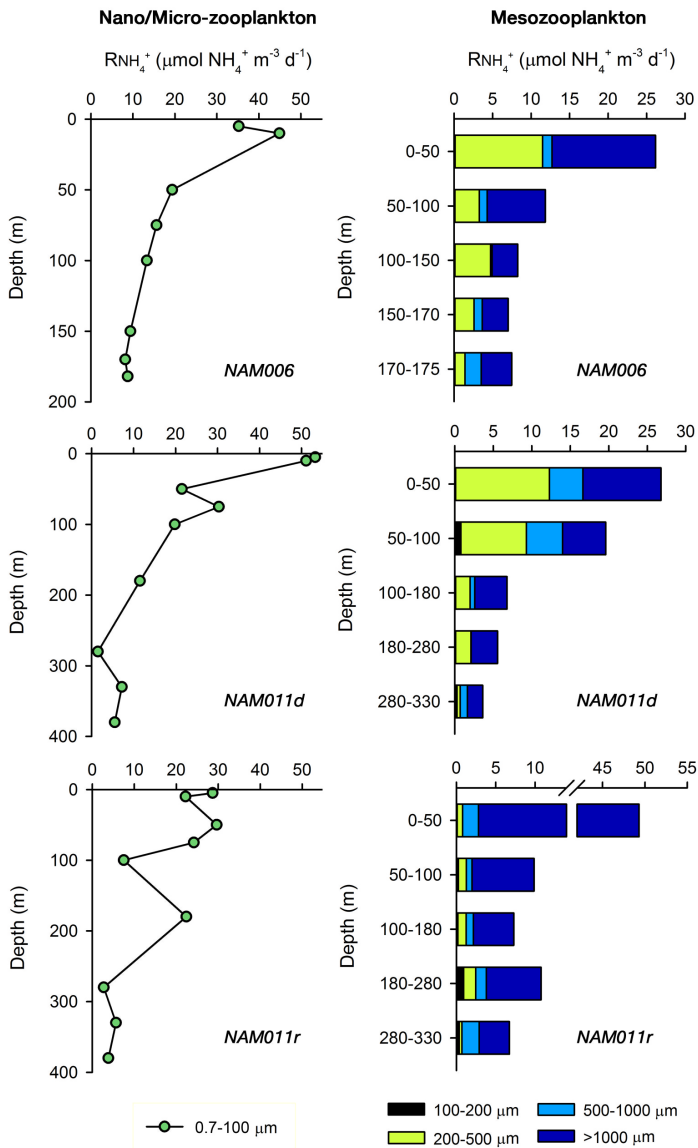 Nano/Micro-zooplankton
Mesozooplankton
RNH₄⁺ (μmol NH₄⁺ m⁻³ d⁻¹)
RNH₄⁺ (μmol NH₄⁺ m⁻³ d⁻¹)
0 10 20 30 40 50
0 5 10 15 20 25 30
Depth (m)
0
50
100
150
200
NAM006
Depth (m)
0-50
50-100
100-150
150-170
170-175
NAM006
0 10 20 30 40 50
0 5 10 15 20 25 30
Depth (m)
0
100
200
300
400
NAM011d
Depth (m)
0-50
50-100
100-180
180-280
280-330
NAM011d
0 10 20 30 40 50
0 5 10 45 50 55
Depth (m)
0
100
200
300
400
NAM011r
Depth (m)
0-50
50-100
100-180
180-280
280-330
NAM011r
0.7-100 μm
100-200 μm
500-1000 μm
200-500 μm
>1000 μm